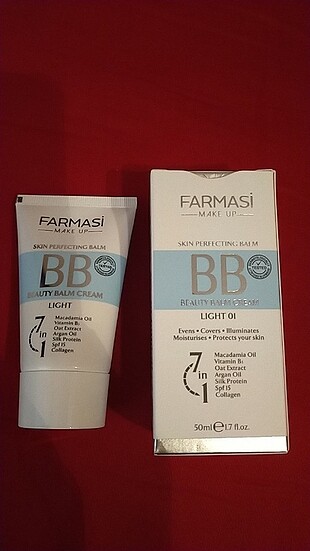 FARMASi
MAKE UP
SKIN PERFECTING BALM
BB
BEAUTY BALM CREAM
LIGHT
7 in 1
Macadamia Oil
Vitamin B5
Oat Extract
Argan Oil
Silk Protein
Spf 15
Collagen
FARMASi
MAKE UP
SKIN PERFECTING BALM
BB
TESTED
BEAUTY BALM CREAM
LIGHT 01
Evens • Covers • Illuminates
Moisturises • Protects your skin
7 in 1
Macadamia Oil
Vitamin B5
Oat Extract
Argan Oil
Silk Protein
Spf 15
Collagen
50ml e 1.7 fl.oz.